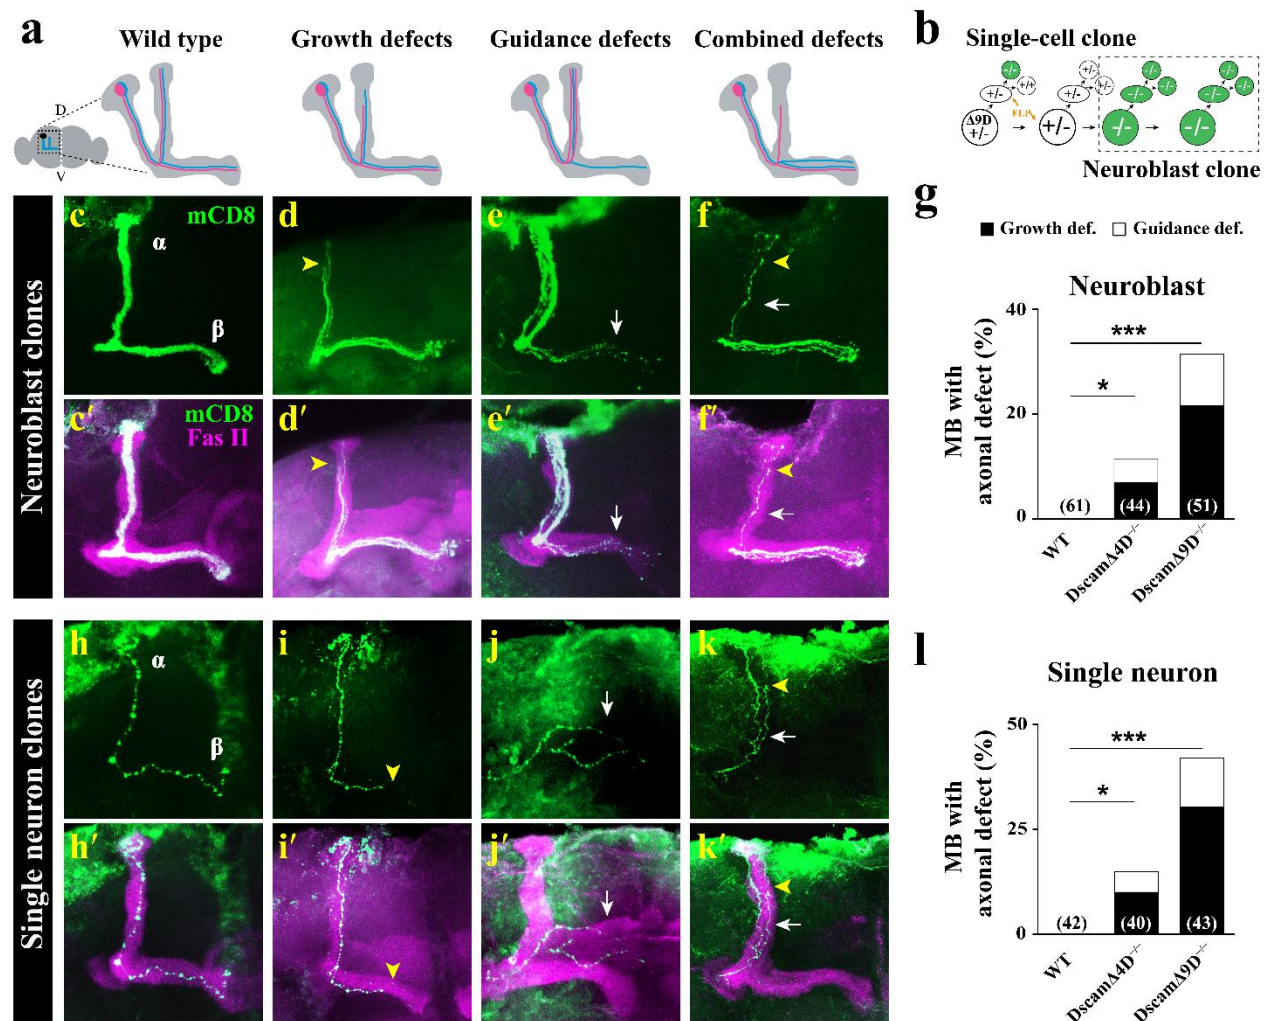 a
Wild type
Growth defects
Guidance defects
Combined defects
D
V
b
Single-cell clone
-/-
+/-
+/+
Δ9D
+/-
FLP
+/-
+/-
+/-
-/-
-/-
-/-
-/-
-/-
-/-
-/-
-/-
Neuroblast clone
Neuroblast clones
c
mCD8
α
β
d
e
f
c′
mCD8
Fas II
d′
e′
f′
g
Growth def.
Guidance def.
Neuroblast
MB with
axonal defect (%)
40
20
0
***
*
(61)
(44)
(51)
WT
DscamΔ4D-/-
DscamΔ9D-/-
Single neuron clones
h
α
β
i
j
k
h′
i′
j′
k′
l
Single neuron
MB with
axonal defect (%)
50
25
0
***
*
(42)
(40)
(43)
WT
DscamΔ4D-/-
DscamΔ9D-/-